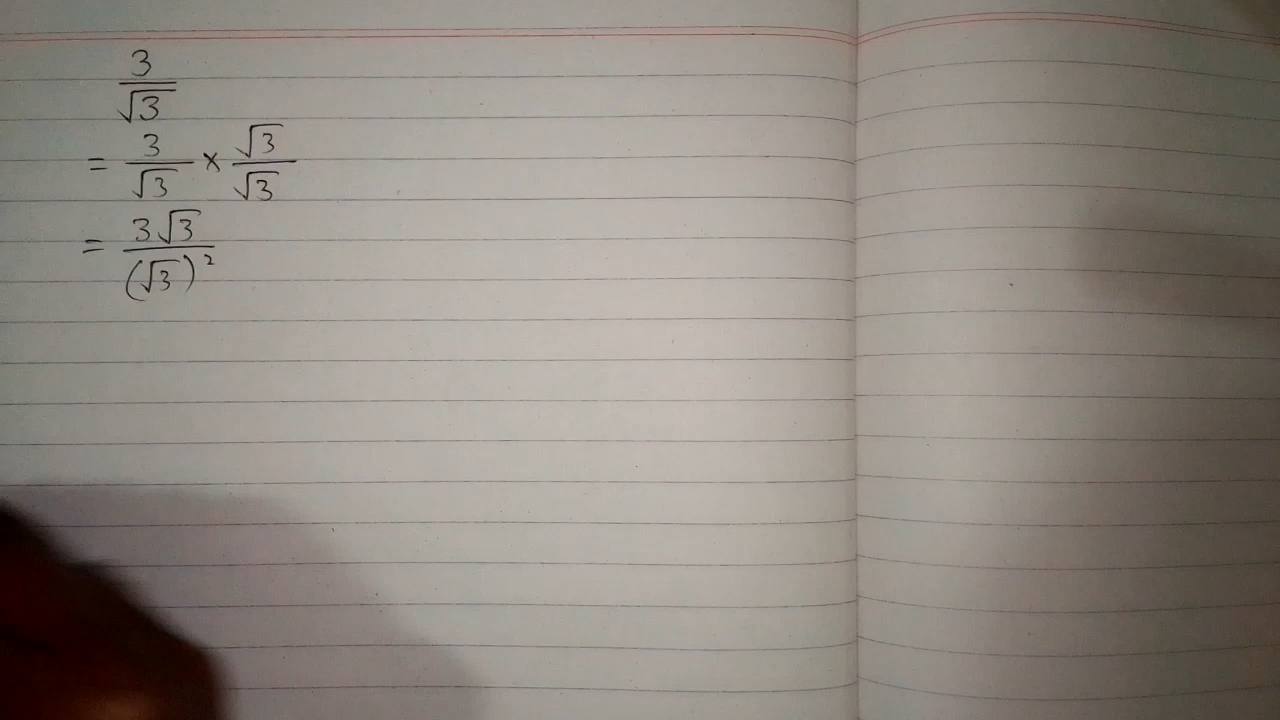 3/√3
= 3/√3 × √3/√3
= 3√3/(√3)²